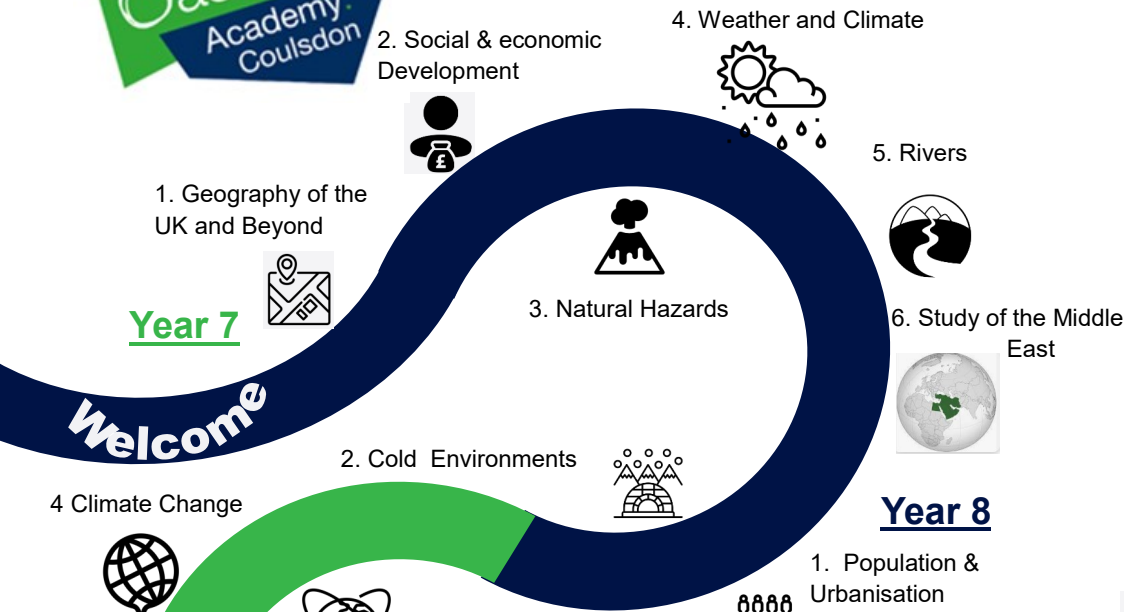 Academy
Coulsdon
2. Social & economic
Development
4. Weather and Climate
5. Rivers
1. Geography of the
UK and Beyond
£
Year 7
3. Natural Hazards
6. Study of the Middle
East
Welcome
2. Cold Environments
4 Climate Change
Year 8
1. Population &
Urbanisation